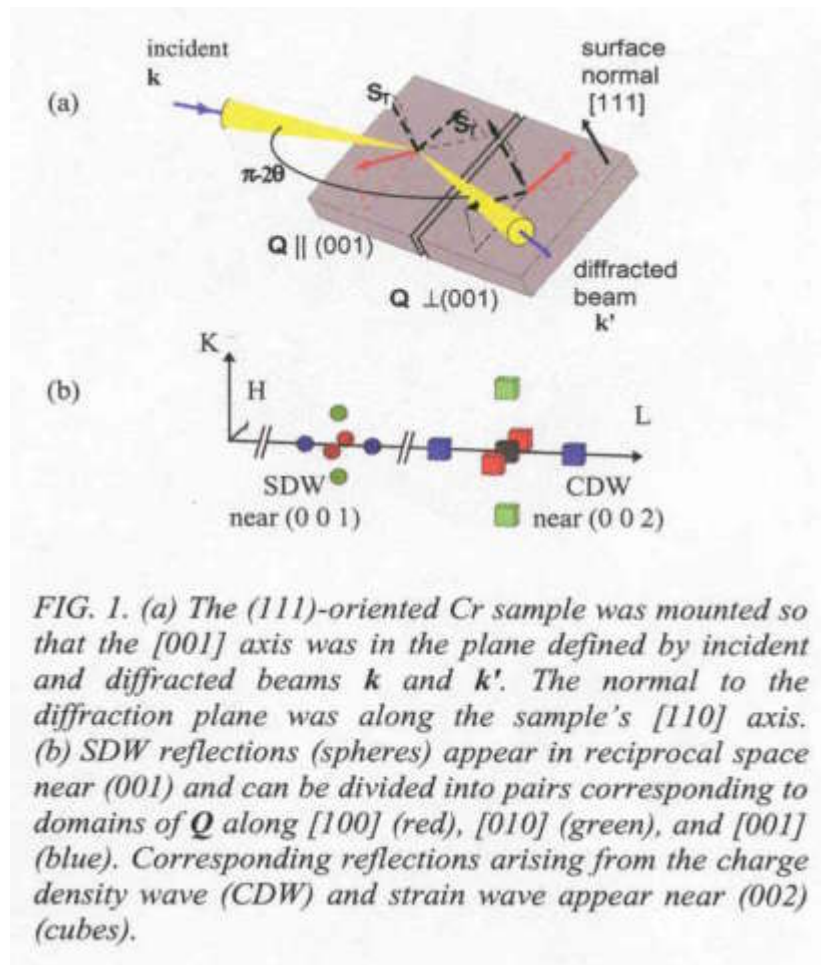 incident
k
(a)
surface
normal
[111]
Sr
Sr
π-2θ
Q || (001)
Q ⊥(001)
diffracted
beam
k'
(b)
K
H
L
SDW
near (0 0 1)
CDW
near (0 0 2)
FIG. 1. (a) The (111)-oriented Cr sample was mounted so
that the [001] axis was in the plane defined by incident
and diffracted beams k and k'. The normal to the
diffraction plane was along the sample's [110] axis.
(b) SDW reflections (spheres) appear in reciprocal space
near (001) and can be divided into pairs corresponding to
domains of Q along [100] (red), [010] (green), and [001]
(blue). Corresponding reflections arising from the charge
density wave (CDW) and strain wave appear near (002)
(cubes).